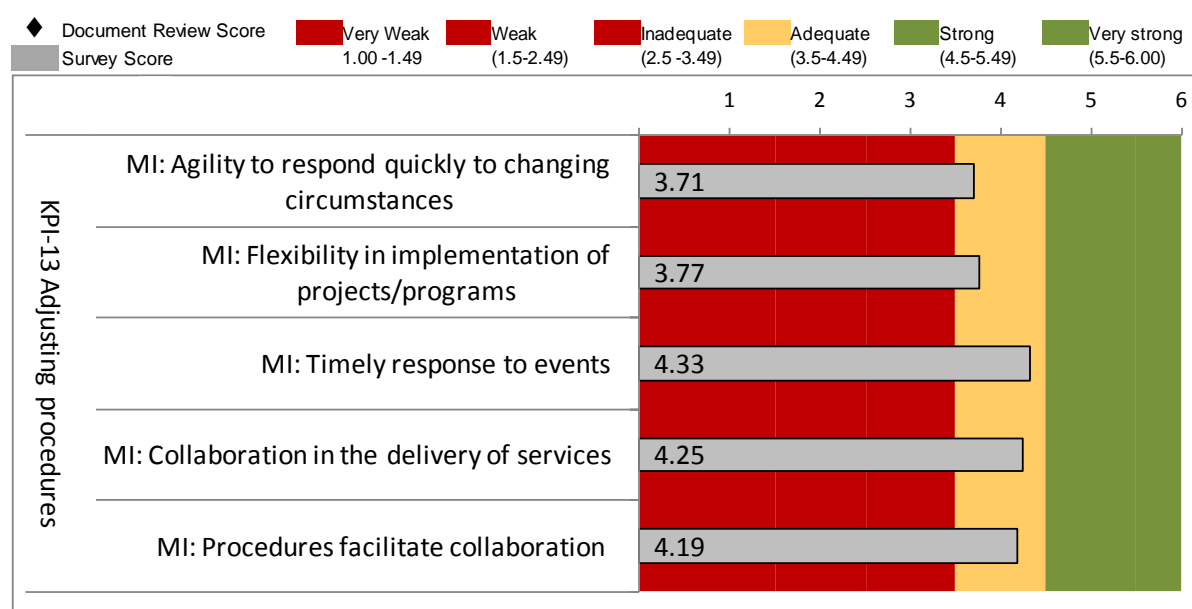 Document Review Score
Survey Score
Very Weak
1.00 -1.49
Weak
(1.5-2.49)
Inadequate
(2.5 -3.49)
Adequate
(3.5-4.49)
Strong
(4.5-5.49)
Very strong
(5.5-6.00)
1 2 3 4 5 6
KPI-13 Adjusting procedures
MI: Agility to respond quickly to changing
circumstances
3.71
MI: Flexibility in implementation of
projects/programs
3.77
MI: Timely response to events
4.33
MI: Collaboration in the delivery of services
4.25
MI: Procedures facilitate collaboration
4.19